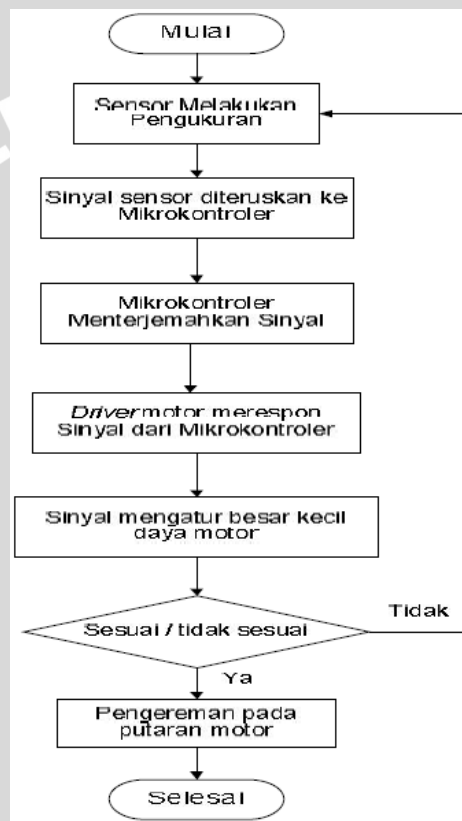 Mulai
Sensor Melakukan
Pengukuran
Sinyal sensor diteruskan ke
Mikrokontroler
Mikrokontroler
Menterjemahkan Sinyal
Driver motor merespon
Sinyal dari Mikrokontroler
Sinyal mengatur besar kecil
daya motor
Sesuai / tidak sesuai
Tidak
Ya
Pengereman pada
putaran motor
Selesai